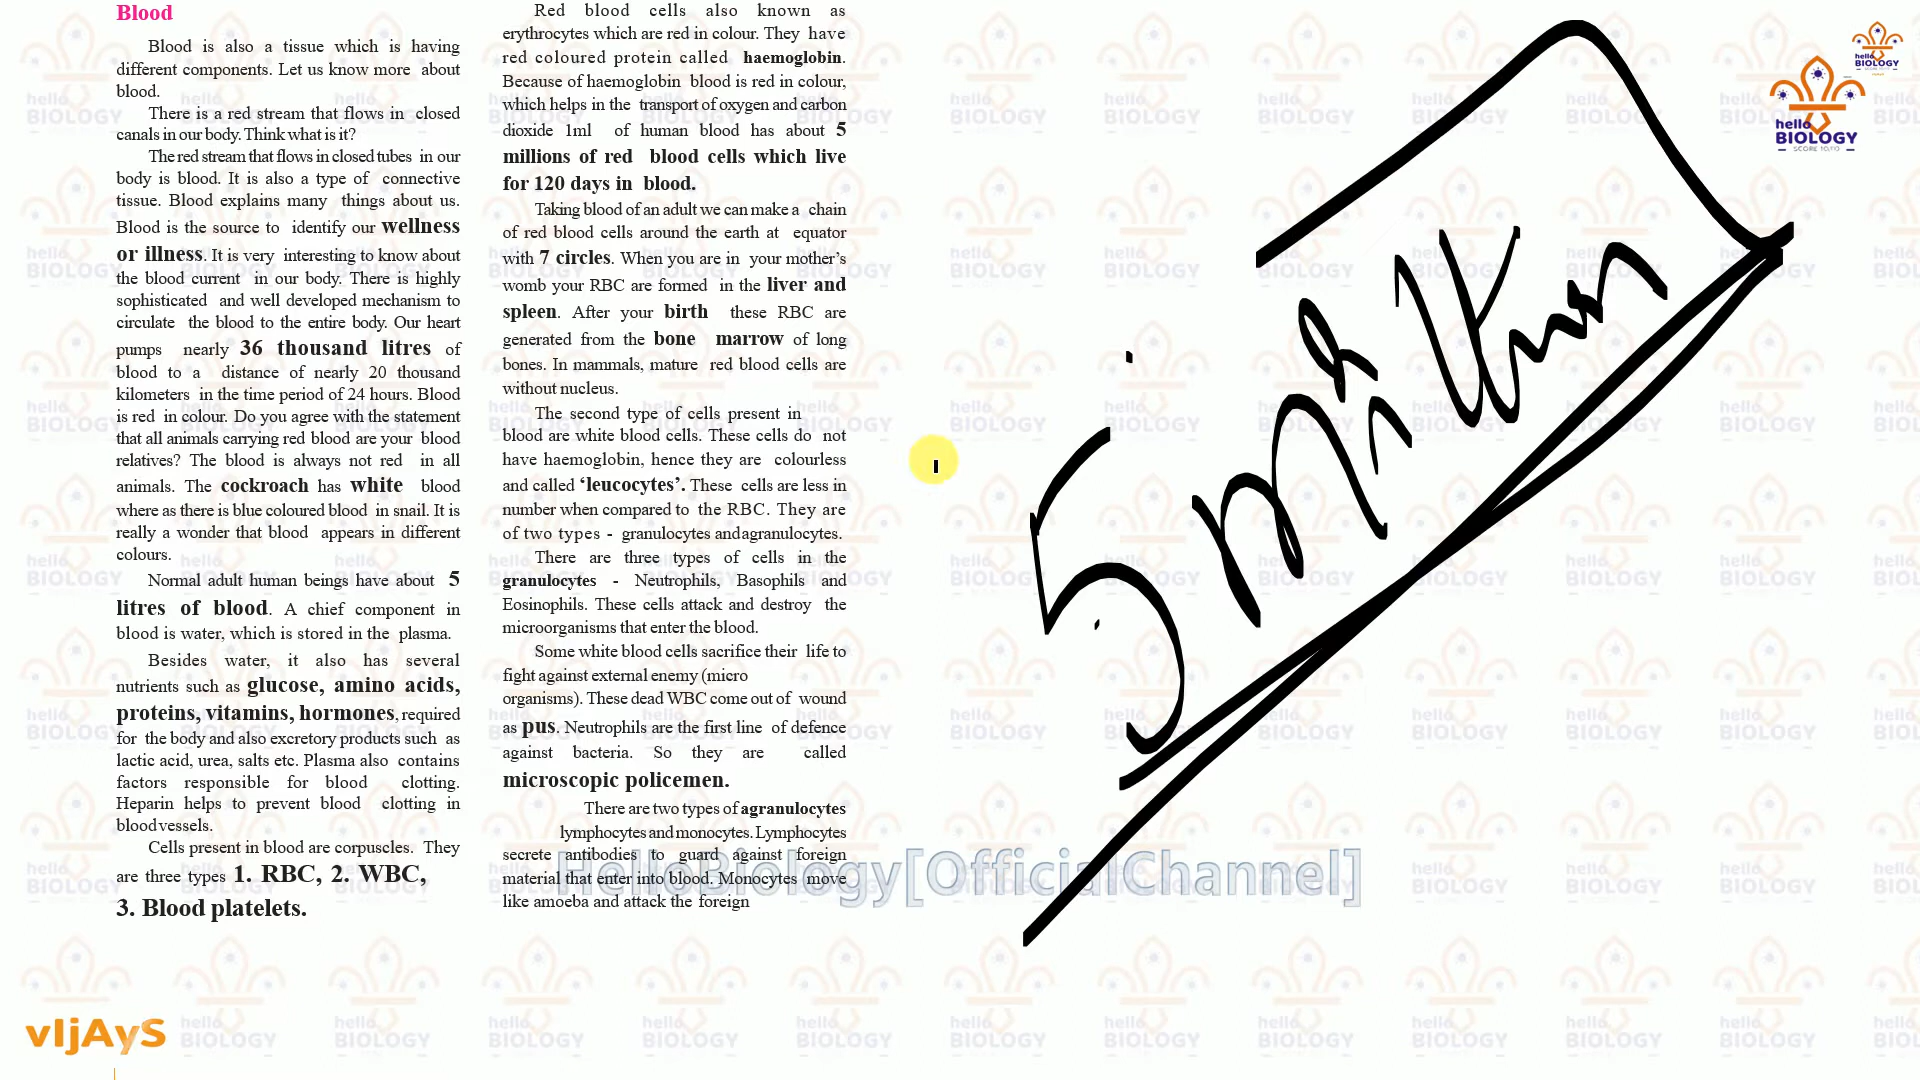 Blood
Blood is also a tissue which is having
different components. Let us know more about
blood.
There is a red stream that flows in closed
canals in our body. Think what is it?
The red stream that flows in closed tubes in our
body is blood. It is also a type of connective
tissue. Blood explains many things about us.
Blood is the source to identify our wellness
or illness. It is very interesting to know about
the blood current in our body. There is highly
sophisticated and well developed mechanism to
circulate the blood to the entire body. Our heart
pumps nearly 36 thousand litres of
blood to a distance of nearly 20 thousand
kilometers in the time period of 24 hours. Blood
is red in colour. Do you agree with the statement
that all animals carrying red blood are your blood
relatives? The blood is always not red in all
animals. The cockroach has white blood
where as there is blue coloured blood in snail. It is
really a wonder that blood appears in different
colours.
Normal adult human beings have about 5
litres of blood. A chief component in
blood is water, which is stored in the plasma.
Besides water, it also has several
nutrients such as glucose, amino acids,
proteins, vitamins, hormones, required
for the body and also excretory products such as
lactic acid, urea, salts etc. Plasma also contains
factors responsible for blood clotting.
Heparin helps to prevent blood clotting in
blood vessels.
Cells present in blood are corpuscles. They
are three types 1. RBC, 2. WBC,
3. Blood platelets.
Red blood cells also known as
erythrocytes which are red in colour. They have
red coloured protein called haemoglobin.
Because of haemoglobin blood is red in colour,
which helps in the transport of oxygen and carbon
dioxide 1ml of human blood has about 5
millions of red blood cells which live
for 120 days in blood.
Taking blood of an adult we can make a chain
of red blood cells around the earth at equator
with 7 circles. When you are in your mother's
womb your RBC are formed in the liver and
spleen. After your birth these RBC are
generated from the bone marrow of long
bones. In mammals, mature red blood cells are
without nucleus.
The second type of cells present in
blood are white blood cells. These cells do not
have haemoglobin, hence they are colourless
and called ‘leucocytes’. These cells are less in
number when compared to the RBC. They are
of two types - granulocytes andagranulocytes.
There are three types of cells in the
granulocytes - Neutrophils, Basophils and
Eosinophils. These cells attack and destroy the
microorganisms that enter the blood.
Some white blood cells sacrifice their life to
fight against external enemy (micro
organisms). These dead WBC come out of wound
as pus. Neutrophils are the first line of defence
against bacteria. So they are called
microscopic policemen.
There are two types of agranulocytes
lymphocytes and monocytes. Lymphocytes
secrete antibodies to guard against foreign
material that enter into blood. Monocytes move
like amoeba and attack the foreign
HelloBiology[OfficialChannel]
hello
BIOLOGY
SCORE 10/10
hello
BIOLOGY
vIjAyS
5